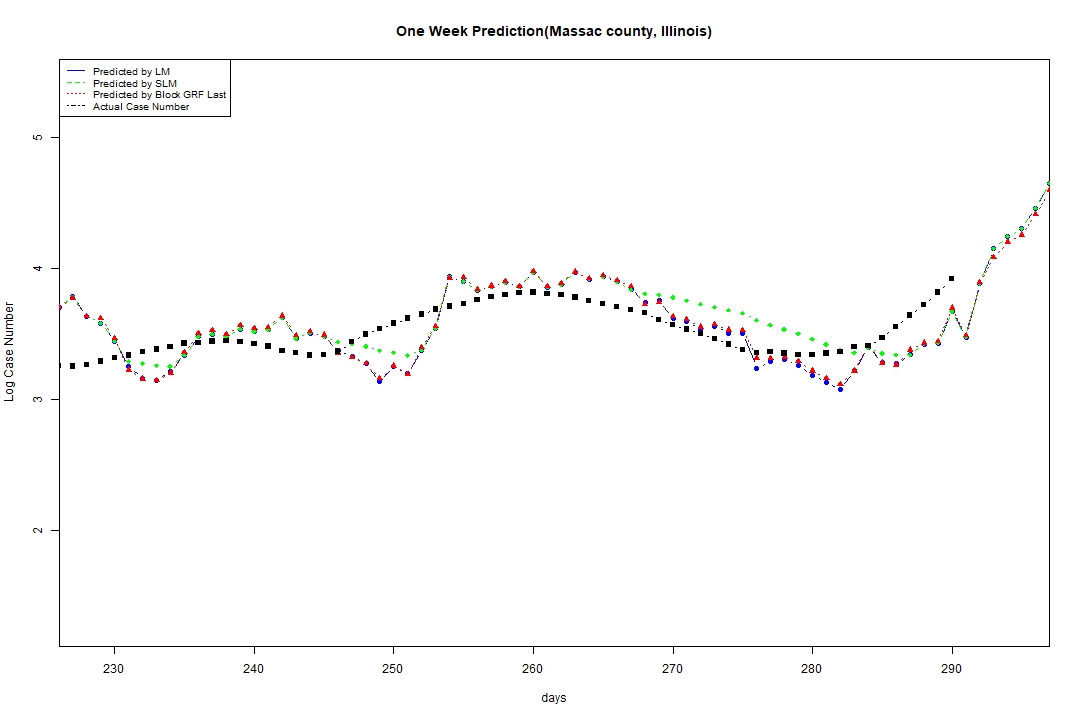 One Week Prediction(Massac county, Illinois)
Predicted by LM
Predicted by SLM
Predicted by Block GRF Last
Actual Case Number
5
4
3
2
Log Case Number
230 240 250 260 270 280 290
days